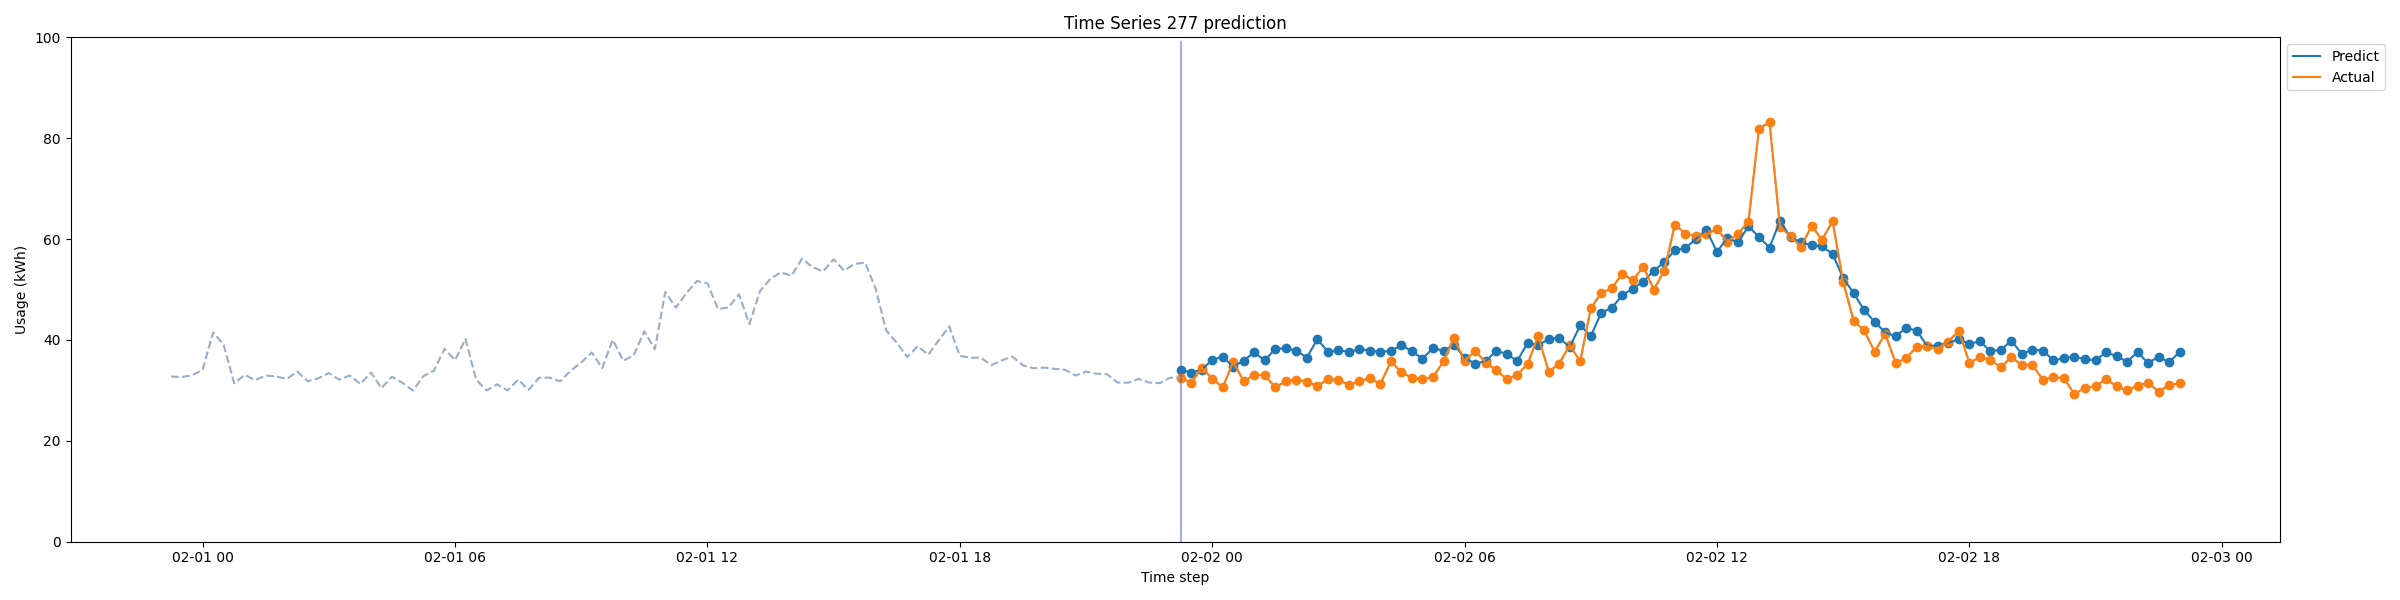 Time Series 277 prediction
100
80
60
40
20
0
Usage (kWh)
Predict
Actual
02-01 00 02-01 06 02-01 12 02-01 18 02-02 00 02-02 06 02-02 12 02-02 18 02-03 00
Time step